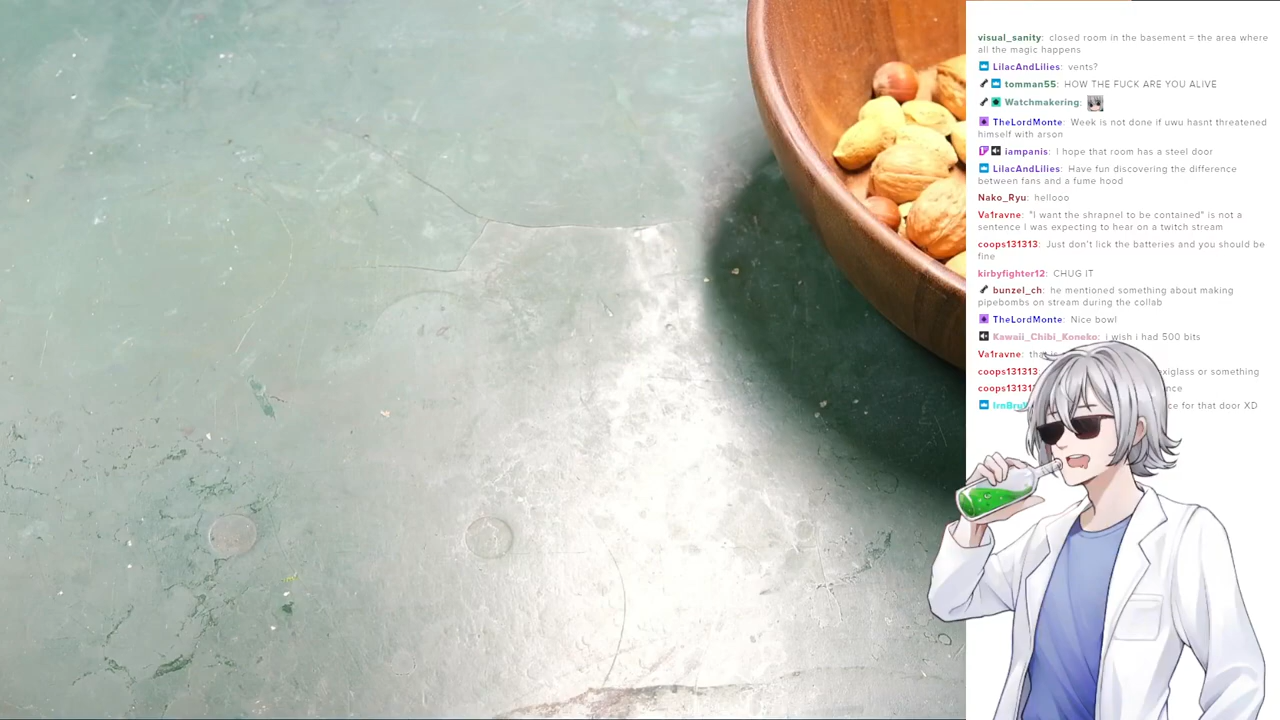 visual_sanity: closed room in the basement = the area where
all the magic happens
LilacAndLilies: vents?
tomman55: HOW THE FUCK ARE YOU ALIVE
Watchmakering:
TheLordMonte: Week is not done if uwu hasnt threatened
himself with arson
iampanis: I hope that room has a steel door
LilacAndLilies: Have fun discovering the difference
between fans and a fume hood
Nako_Ryu: hellooo
Va1ravne: "I want the shrapnel to be contained" is not a
sentence I was expecting to hear on a twitch stream
coops131313: Just don't lick the batteries and you should be
fine
kirbyfighter12: CHUG IT
bunzel_ch: he mentioned something about making
pipebombs on stream during the collab
TheLordMonte: Nice bowl
Kawaii_Chibi_Koneko: i wish i had 500 bits
Va1ravne:
coops131313: or something
coops13131
for that door XD